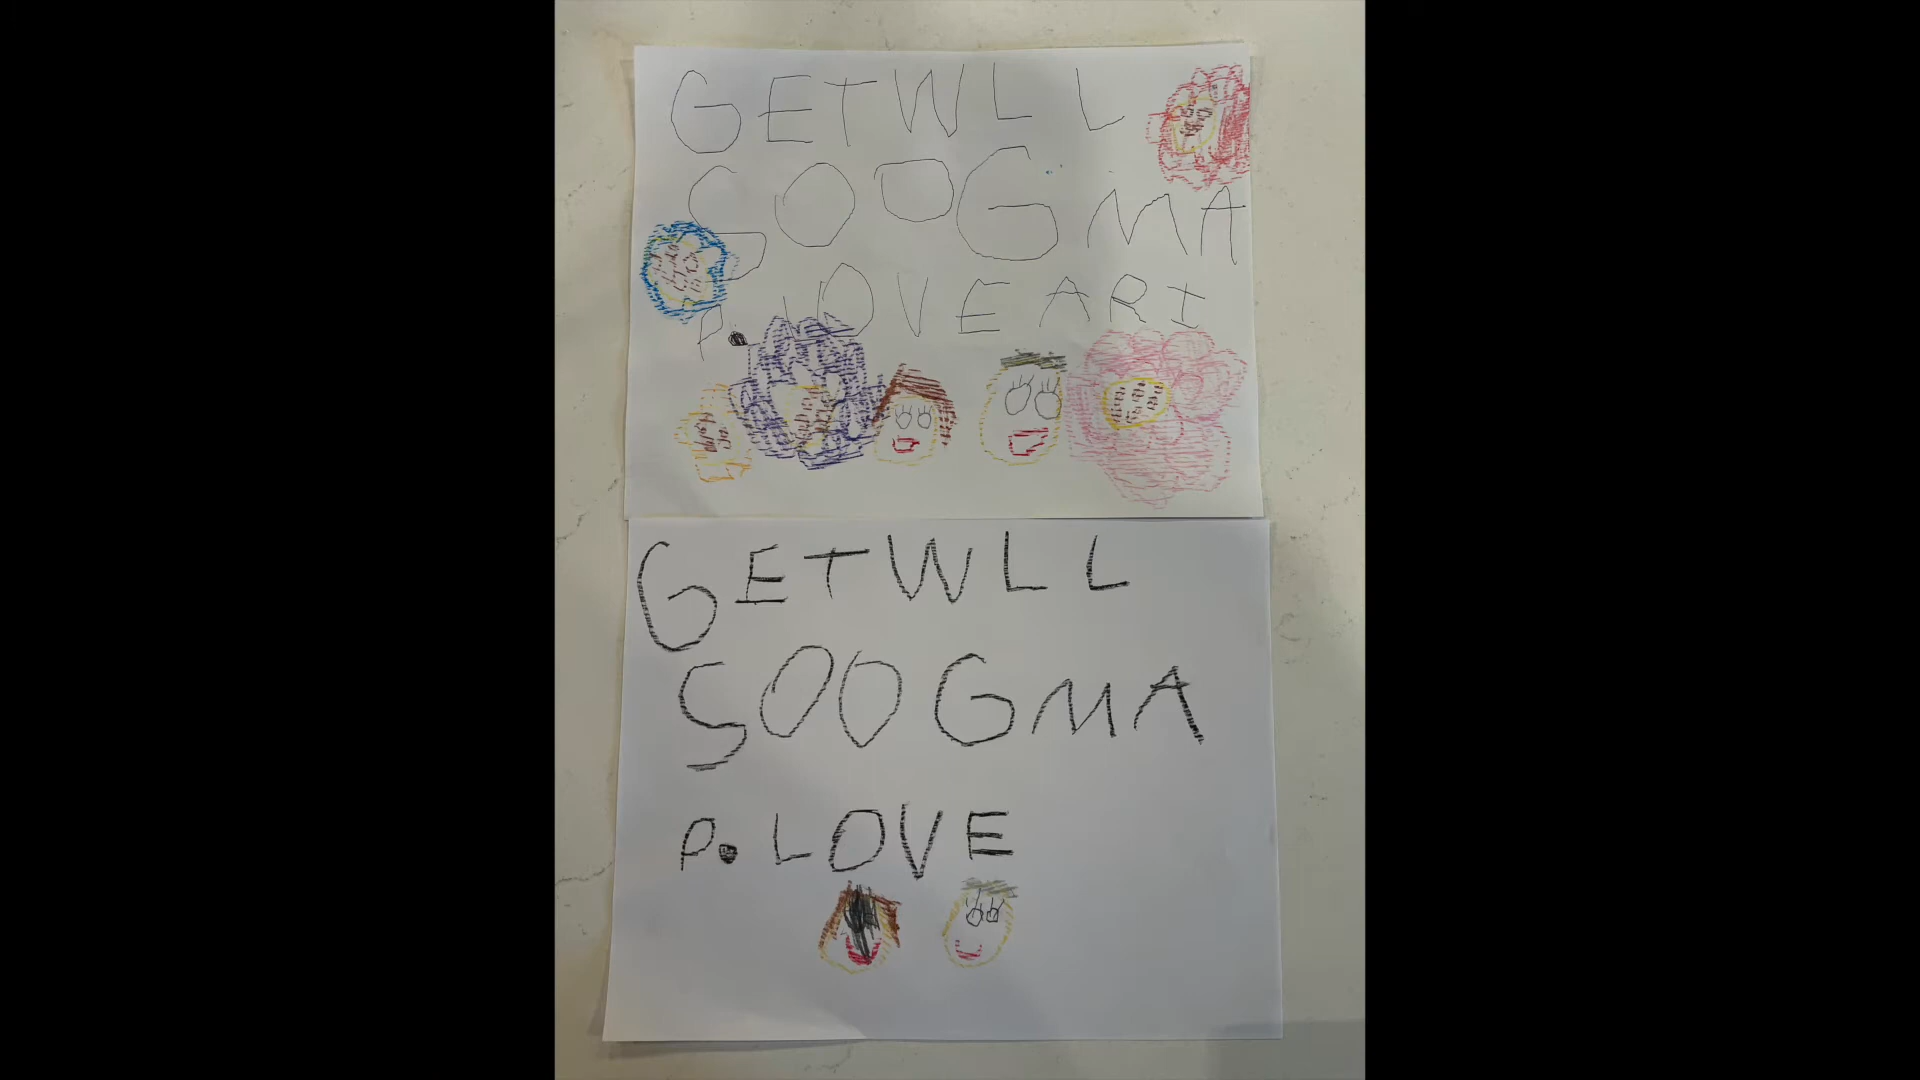 GETWLL
SOOGMA
P. LOVE ARI
GETWLL
SOOGMA
P. LOVE